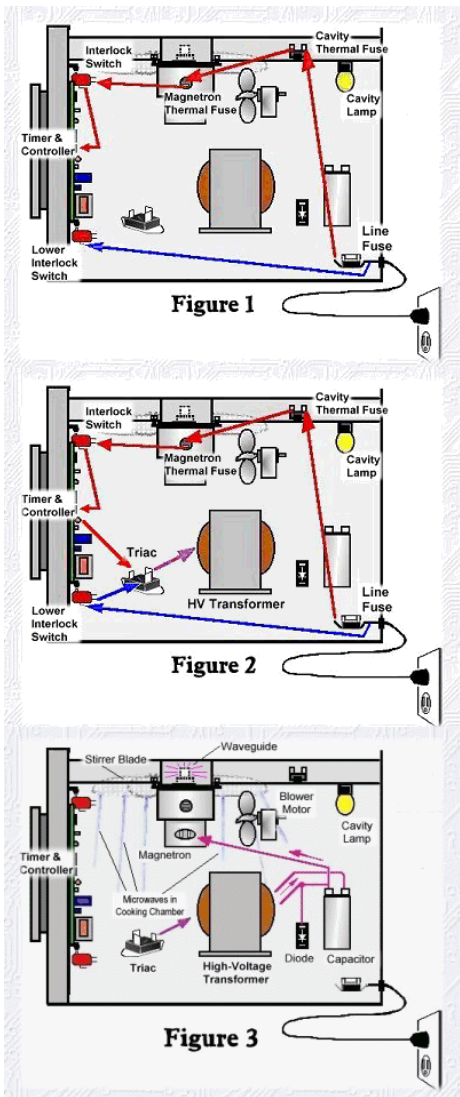 Interlock
Switch
Cavity
Thermal Fuse
Magnetron
Thermal Fuse
Cavity
Lamp
Timer &
Controller
Lower
Interlock
Switch
Line
Fuse
Figure 1
Interlock
Switch
Cavity
Thermal Fuse
Magnetron
Thermal Fuse
Cavity
Lamp
Timer &
Controller
Triac
HV Transformer
Lower
Interlock
Switch
Line
Fuse
Figure 2
Waveguide
Stirrer Blade
Blower
Motor
Cavity
Lamp
Magnetron
Timer &
Controller
Microwaves in
Cooking Chamber
Triac
High-Voltage
Transformer
Diode
Capacitor
Figure 3